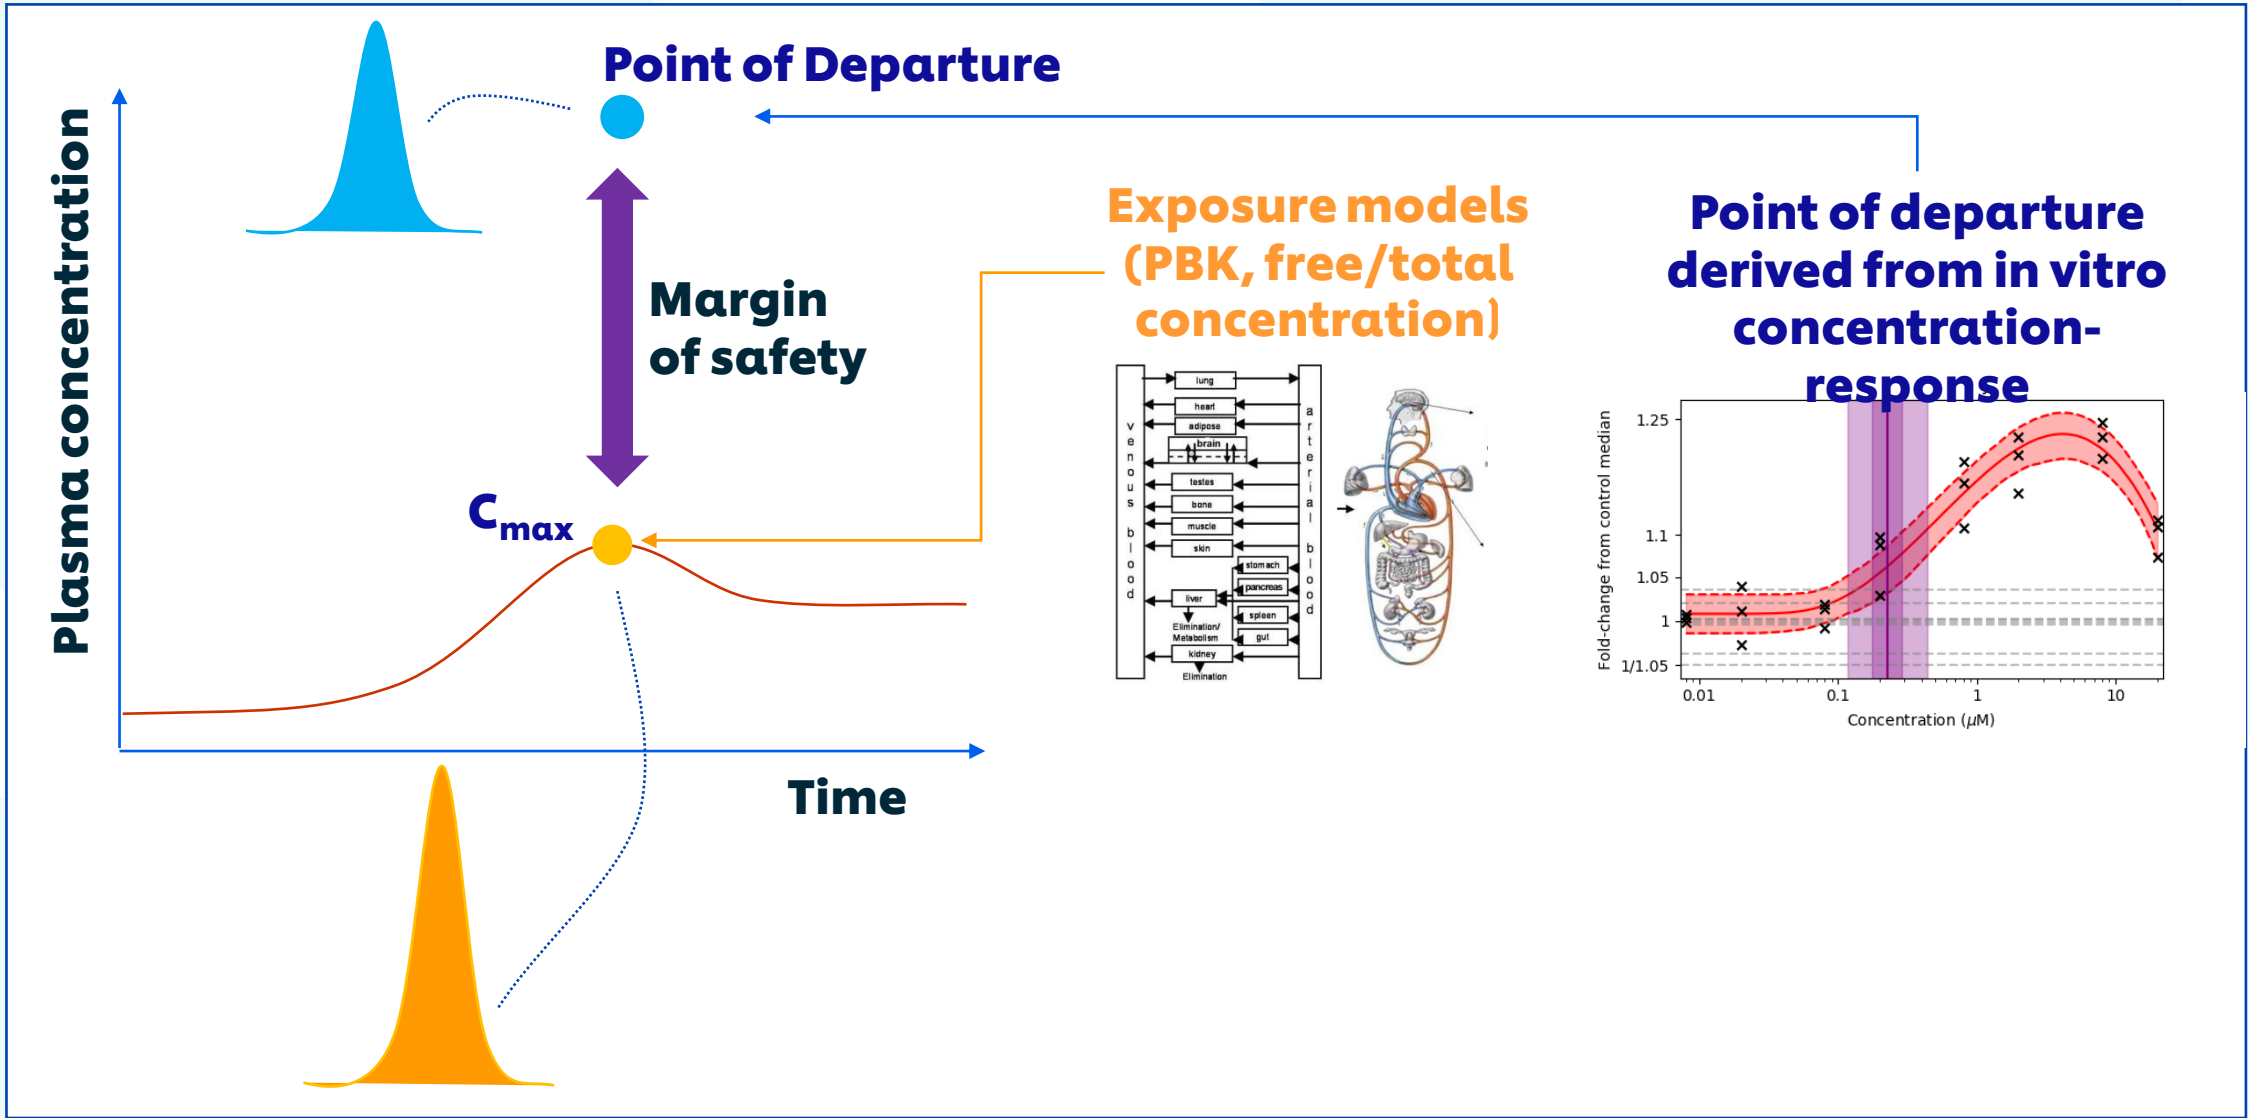 Point of Departure
Plasma concentration
Margin
of safety
Cmax
Time
Exposure models
(PBK, free/total
concentration)
venous blood
arterial blood
lung
heart
adipose
brain
testes
bone
muscle
skin
stomach
pancreas
liver
spleen
Elimination/
Metabolism
gut
kidney
Elimination
Point of departure
derived from in vitro
concentration-
response
Fold-change from control median
1.25
1.1
1.05
1
1/1.05
0.01 0.1 1 10
Concentration (μM)